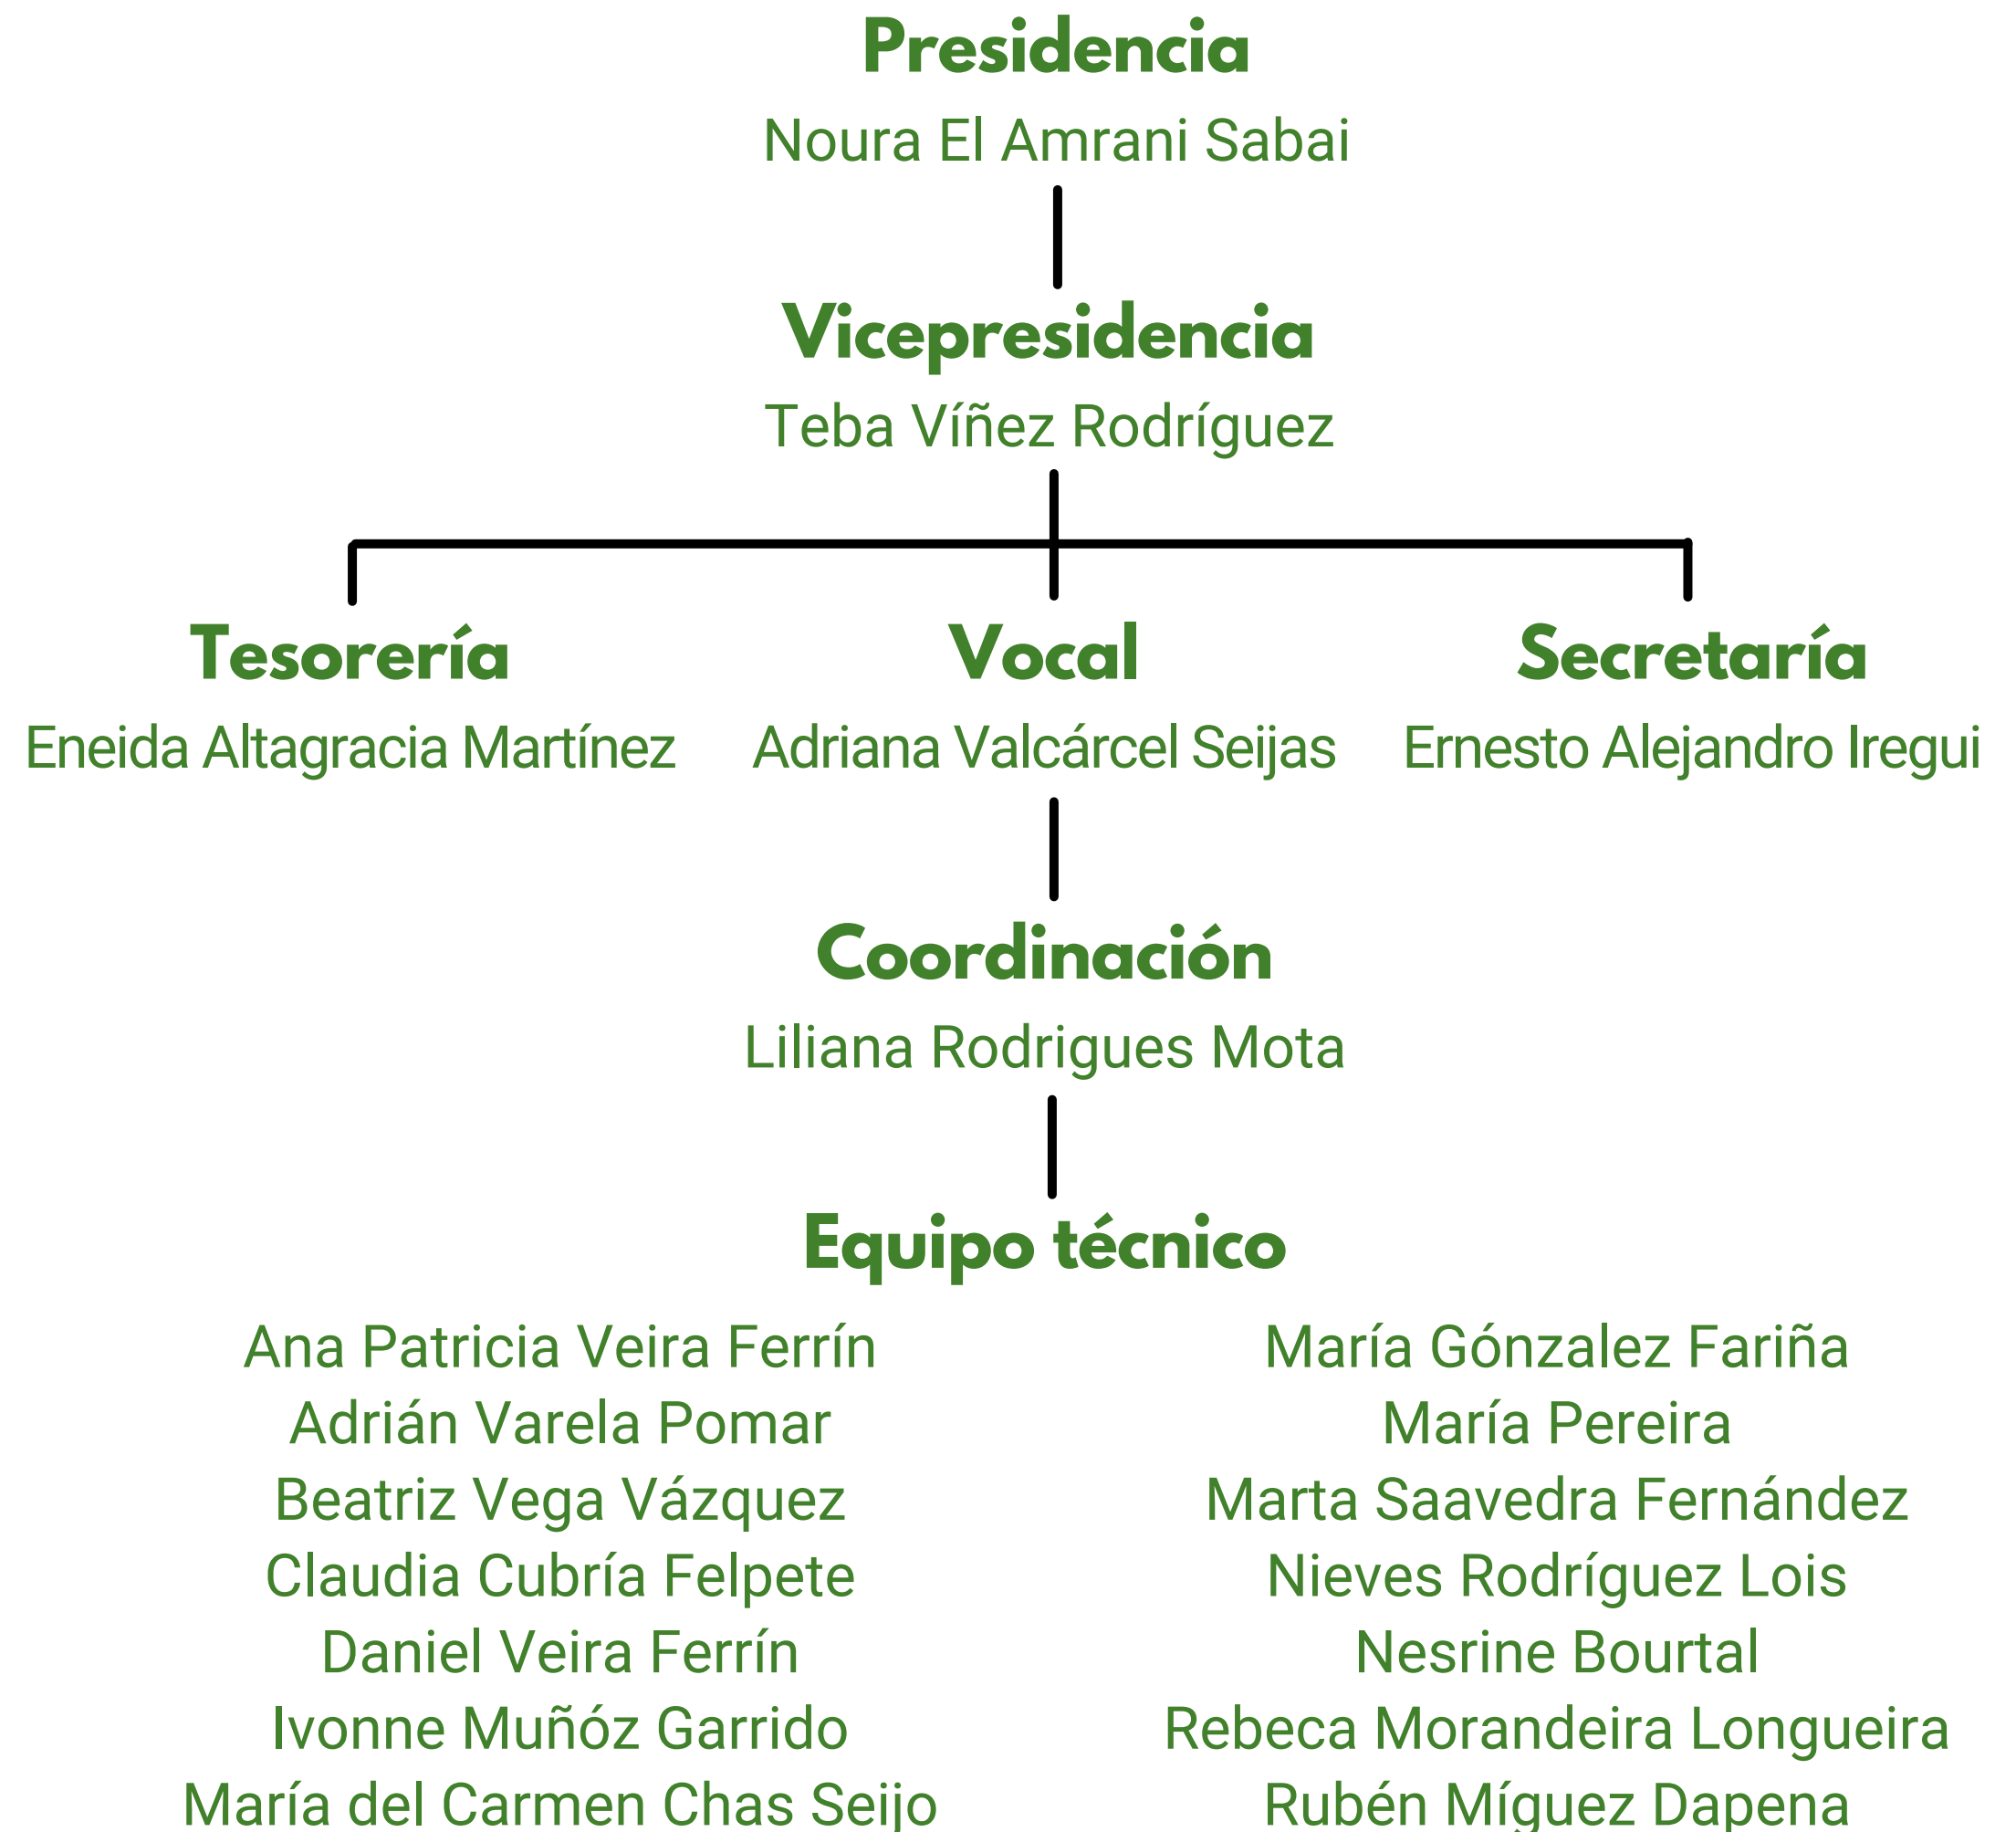 Presidencia
Noura El Amrani Sabai
Vicepresidencia
Teba Víñez Rodríguez
Tesorería
Vocal
Secretaría
Eneida Altagracia Martínez
Adriana Valcárcel Seijas
Ernesto Alejandro Iregui
Coordinación
Liliana Rodrigues Mota
Equipo técnico
Ana Patricia Veira Ferrín
María Gónzalez Fariña
Adrián Varela Pomar
María Pereira
Beatriz Vega Vázquez
Marta Saavedra Fernández
Claudia Cubría Felpete
Nieves Rodríguez Lois
Daniel Veira Ferrín
Nesrine Bourtal
Ivonne Muñóz Garrido
Rebeca Morandeira Longueira
María del Carmen Chas Seijo
Rubén Míguez Dapena